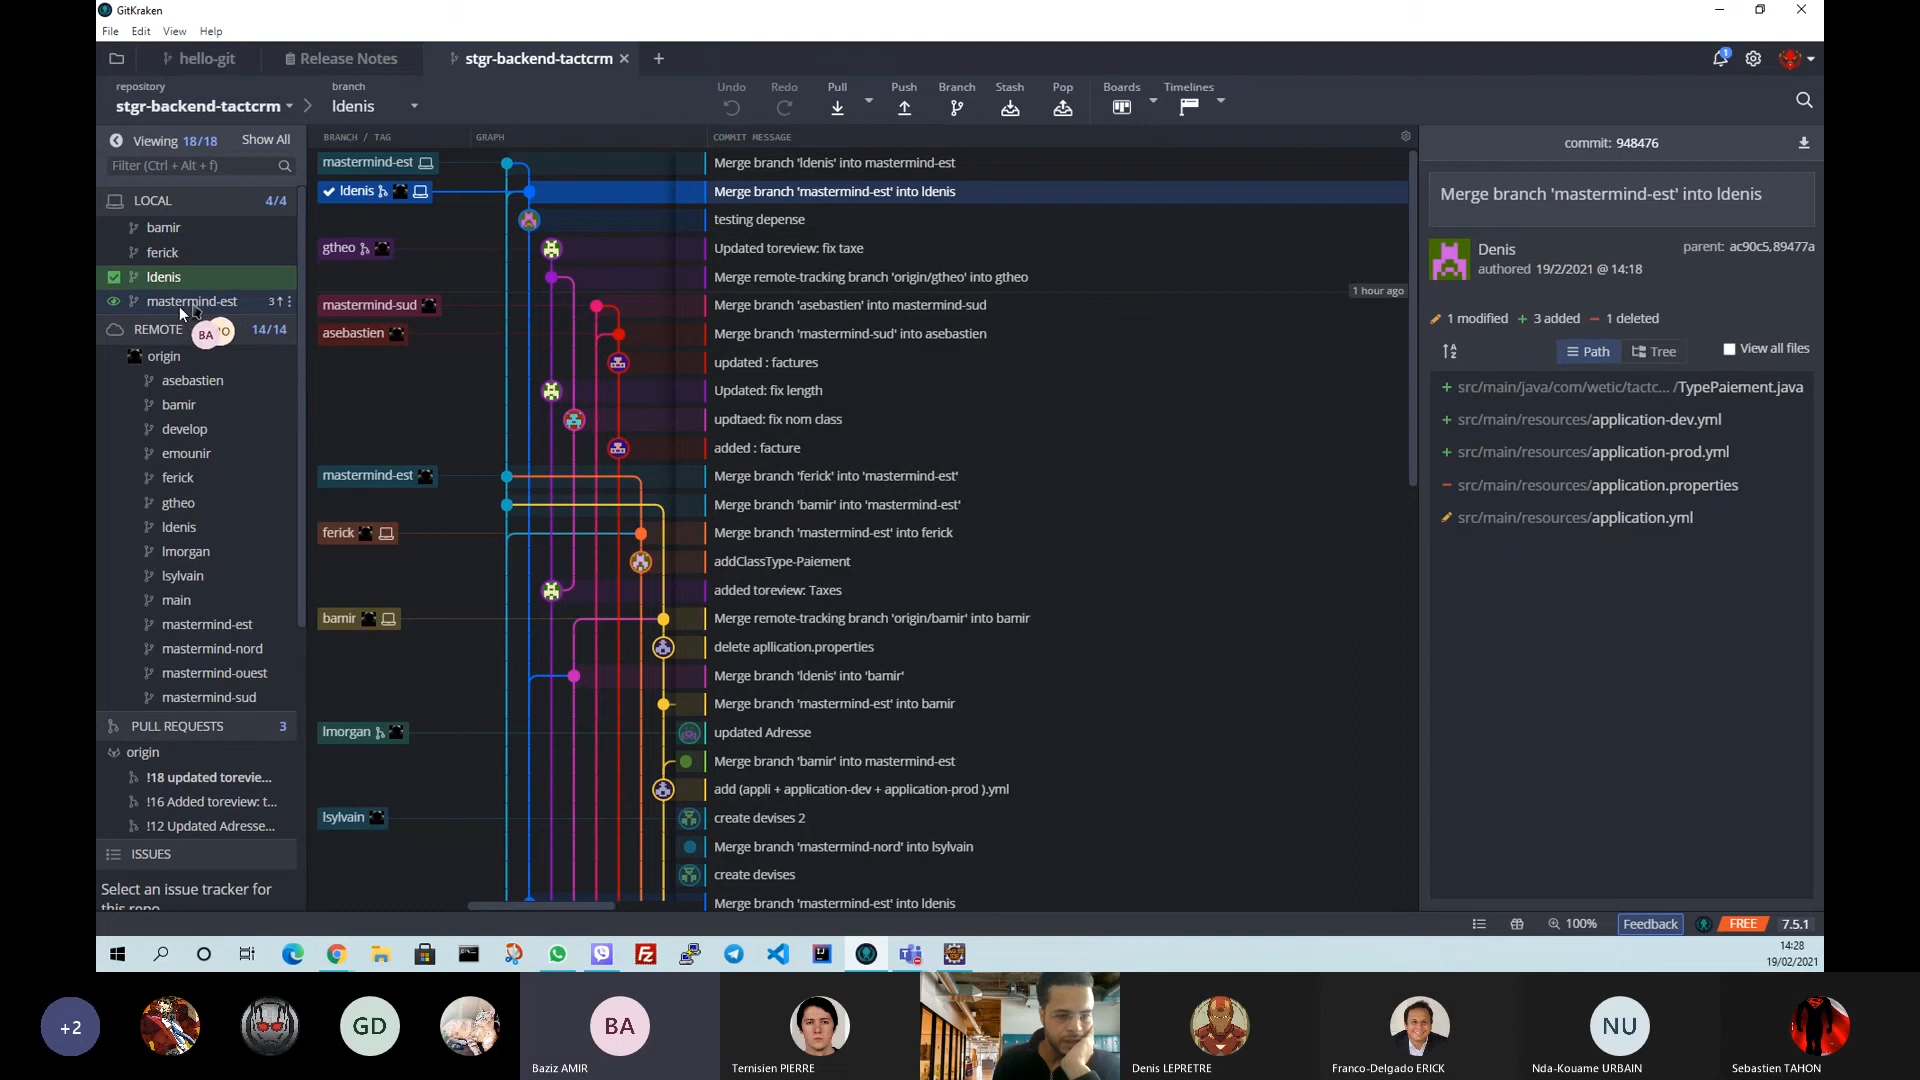 GitKraken
File Edit View Help
hello-git
Release Notes
stgr-backend-tactcrm
repository
stgr-backend-tactcrm
branch
ldenis
Undo Redo Pull Push Branch Stash Pop Boards Timelines
Viewing 18/18 Show All
Filter (Ctrl + Alt + f)
LOCAL 4/4
bamir
ferick
ldenis
mastermind-est 3
REMOTE 14/14
BA
origin
asebastien
bamir
develop
emounir
ferick
gtheo
ldenis
lmorgan
lsylvain
main
mastermind-est
mastermind-nord
mastermind-ouest
mastermind-sud
PULL REQUESTS 3
origin
!18 updated torevie...
!16 Added toreview: t...
!12 Updated Adresse...
ISSUES
Select an issue tracker for
this repo
BRANCH / TAG GRAPH COMMIT MESSAGE
mastermind-est Merge branch 'ldenis' into mastermind-est
ldenis Merge branch 'mastermind-est' into ldenis
testing depense
gtheo Updated toreview: fix taxe
Merge remote-tracking branch 'origin/gtheo' into gtheo
1 hour ago
mastermind-sud Merge branch 'asebastien' into mastermind-sud
asebastien Merge branch 'mastermind-sud' into asebastien
updated : factures
Updated: fix length
updtaed: fix nom class
added : facture
mastermind-est Merge branch 'ferick' into 'mastermind-est'
Merge branch 'bamir' into 'mastermind-est'
ferick Merge branch 'mastermind-est' into ferick
addClassType-Paiement
added toreview: Taxes
bamir Merge remote-tracking branch 'origin/bamir' into bamir
delete apllication.properties
Merge branch 'ldenis' into 'bamir'
Merge branch 'mastermind-est' into bamir
lmorgan updated Adresse
Merge branch 'bamir' into mastermind-est
add (appli + application-dev + application-prod ).yml
lsylvain create devises 2
Merge branch 'mastermind-nord' into lsylvain
create devises
Merge branch 'mastermind-est' into ldenis
1
commit: 948476
Merge branch 'mastermind-est' into ldenis
Denis
authored 19/2/2021 @ 14:18
parent: ac90c5,89477a
1 modified + 3 added − 1 deleted
Path Tree View all files
+ src/main/java/com/wetic/tactc... /TypePaiement.java
+ src/main/resources/application-dev.yml
+ src/main/resources/application-prod.yml
− src/main/resources/application.properties
src/main/resources/application.yml
100% Feedback FREE 7.5.1
14:28
19/02/2021
+2
GD
BA
Baziz AMIR
Ternisien PIERRE
Denis LEPRETRE
Franco-Delgado ERICK
NU
Nda-Kouame URBAIN
Sebastien TAHON